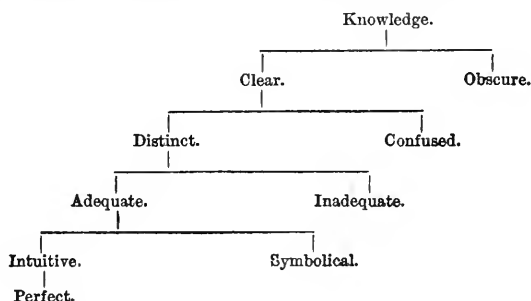 Knowledge.
Clear. Obscure.
Distinct. Confused.
Adequate. Inadequate.
Intuitive. Symbolical.
Perfect.